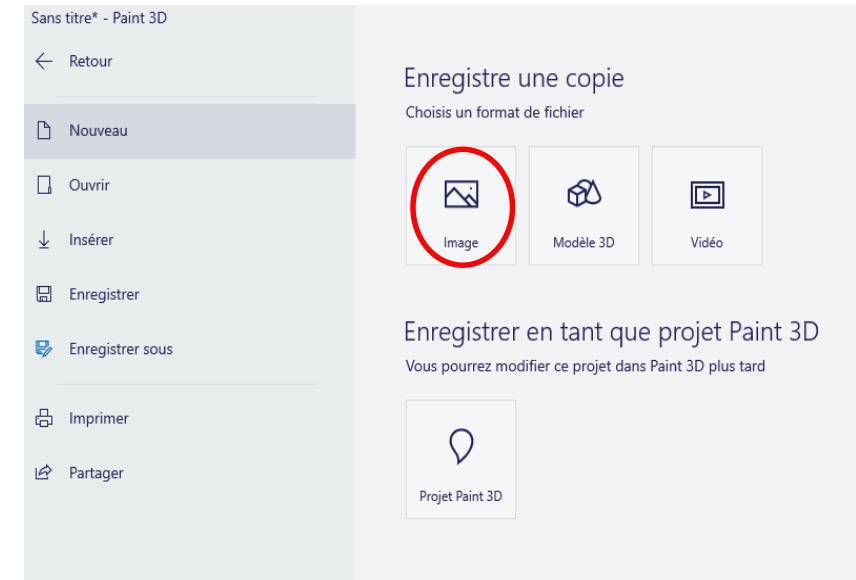 Sans titre* - Paint 3D
Retour
Nouveau
Ouvrir
Insérer
Enregistrer
Enregistrer sous
Imprimer
Partager
Enregistre une copie
Choisis un format de fichier
Image
Modèle 3D
Vidéo
Enregistrer en tant que projet Paint 3D
Vous pourrez modifier ce projet dans Paint 3D plus tard
Projet Paint 3D